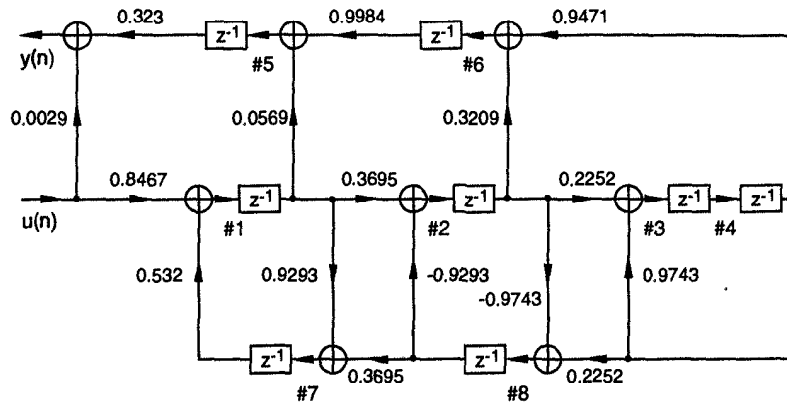 0.323 0.9984 0.9471
z⁻¹ z⁻¹
y(n) #5 #6
0.0029 0.0569 0.3209
0.8467 0.3695 0.2252
z⁻¹ z⁻¹ z⁻¹ z⁻¹
u(n) #1 #2 #3 #4
0.532 0.9293 -0.9293 -0.9743 0.9743
z⁻¹ z⁻¹
0.3695 0.2252
#7 #8